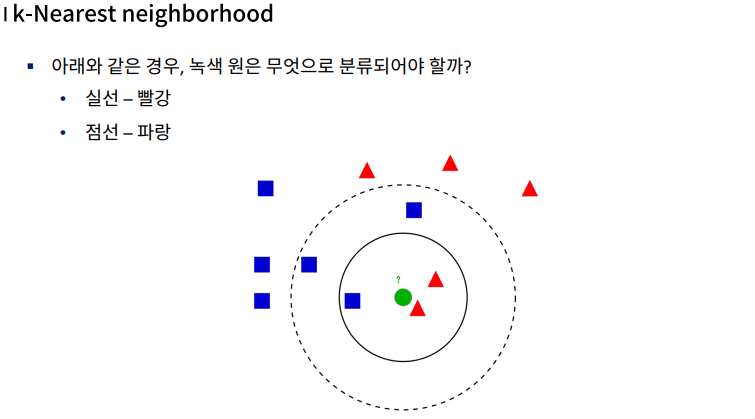 k-Nearest neighborhood
▪ 아래와 같은 경우, 녹색 원은 무엇으로 분류되어야 할까?
• 실선 – 빨강
• 점선 – 파랑
?